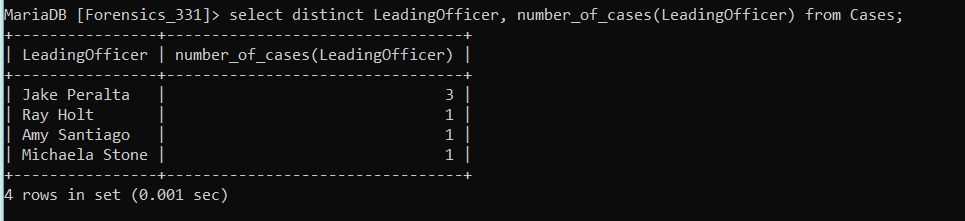 MariaDB [Forensics_331]> select distinct LeadingOfficer, number_of_cases(LeadingOfficer) from Cases;
+----------------+---------------------------------+
| LeadingOfficer | number_of_cases(LeadingOfficer) |
+----------------+---------------------------------+
| Jake Peralta   |                               3 |
| Ray Holt       |                               1 |
| Amy Santiago   |                               1 |
| Michaela Stone |                               1 |
+----------------+---------------------------------+
4 rows in set (0.001 sec)